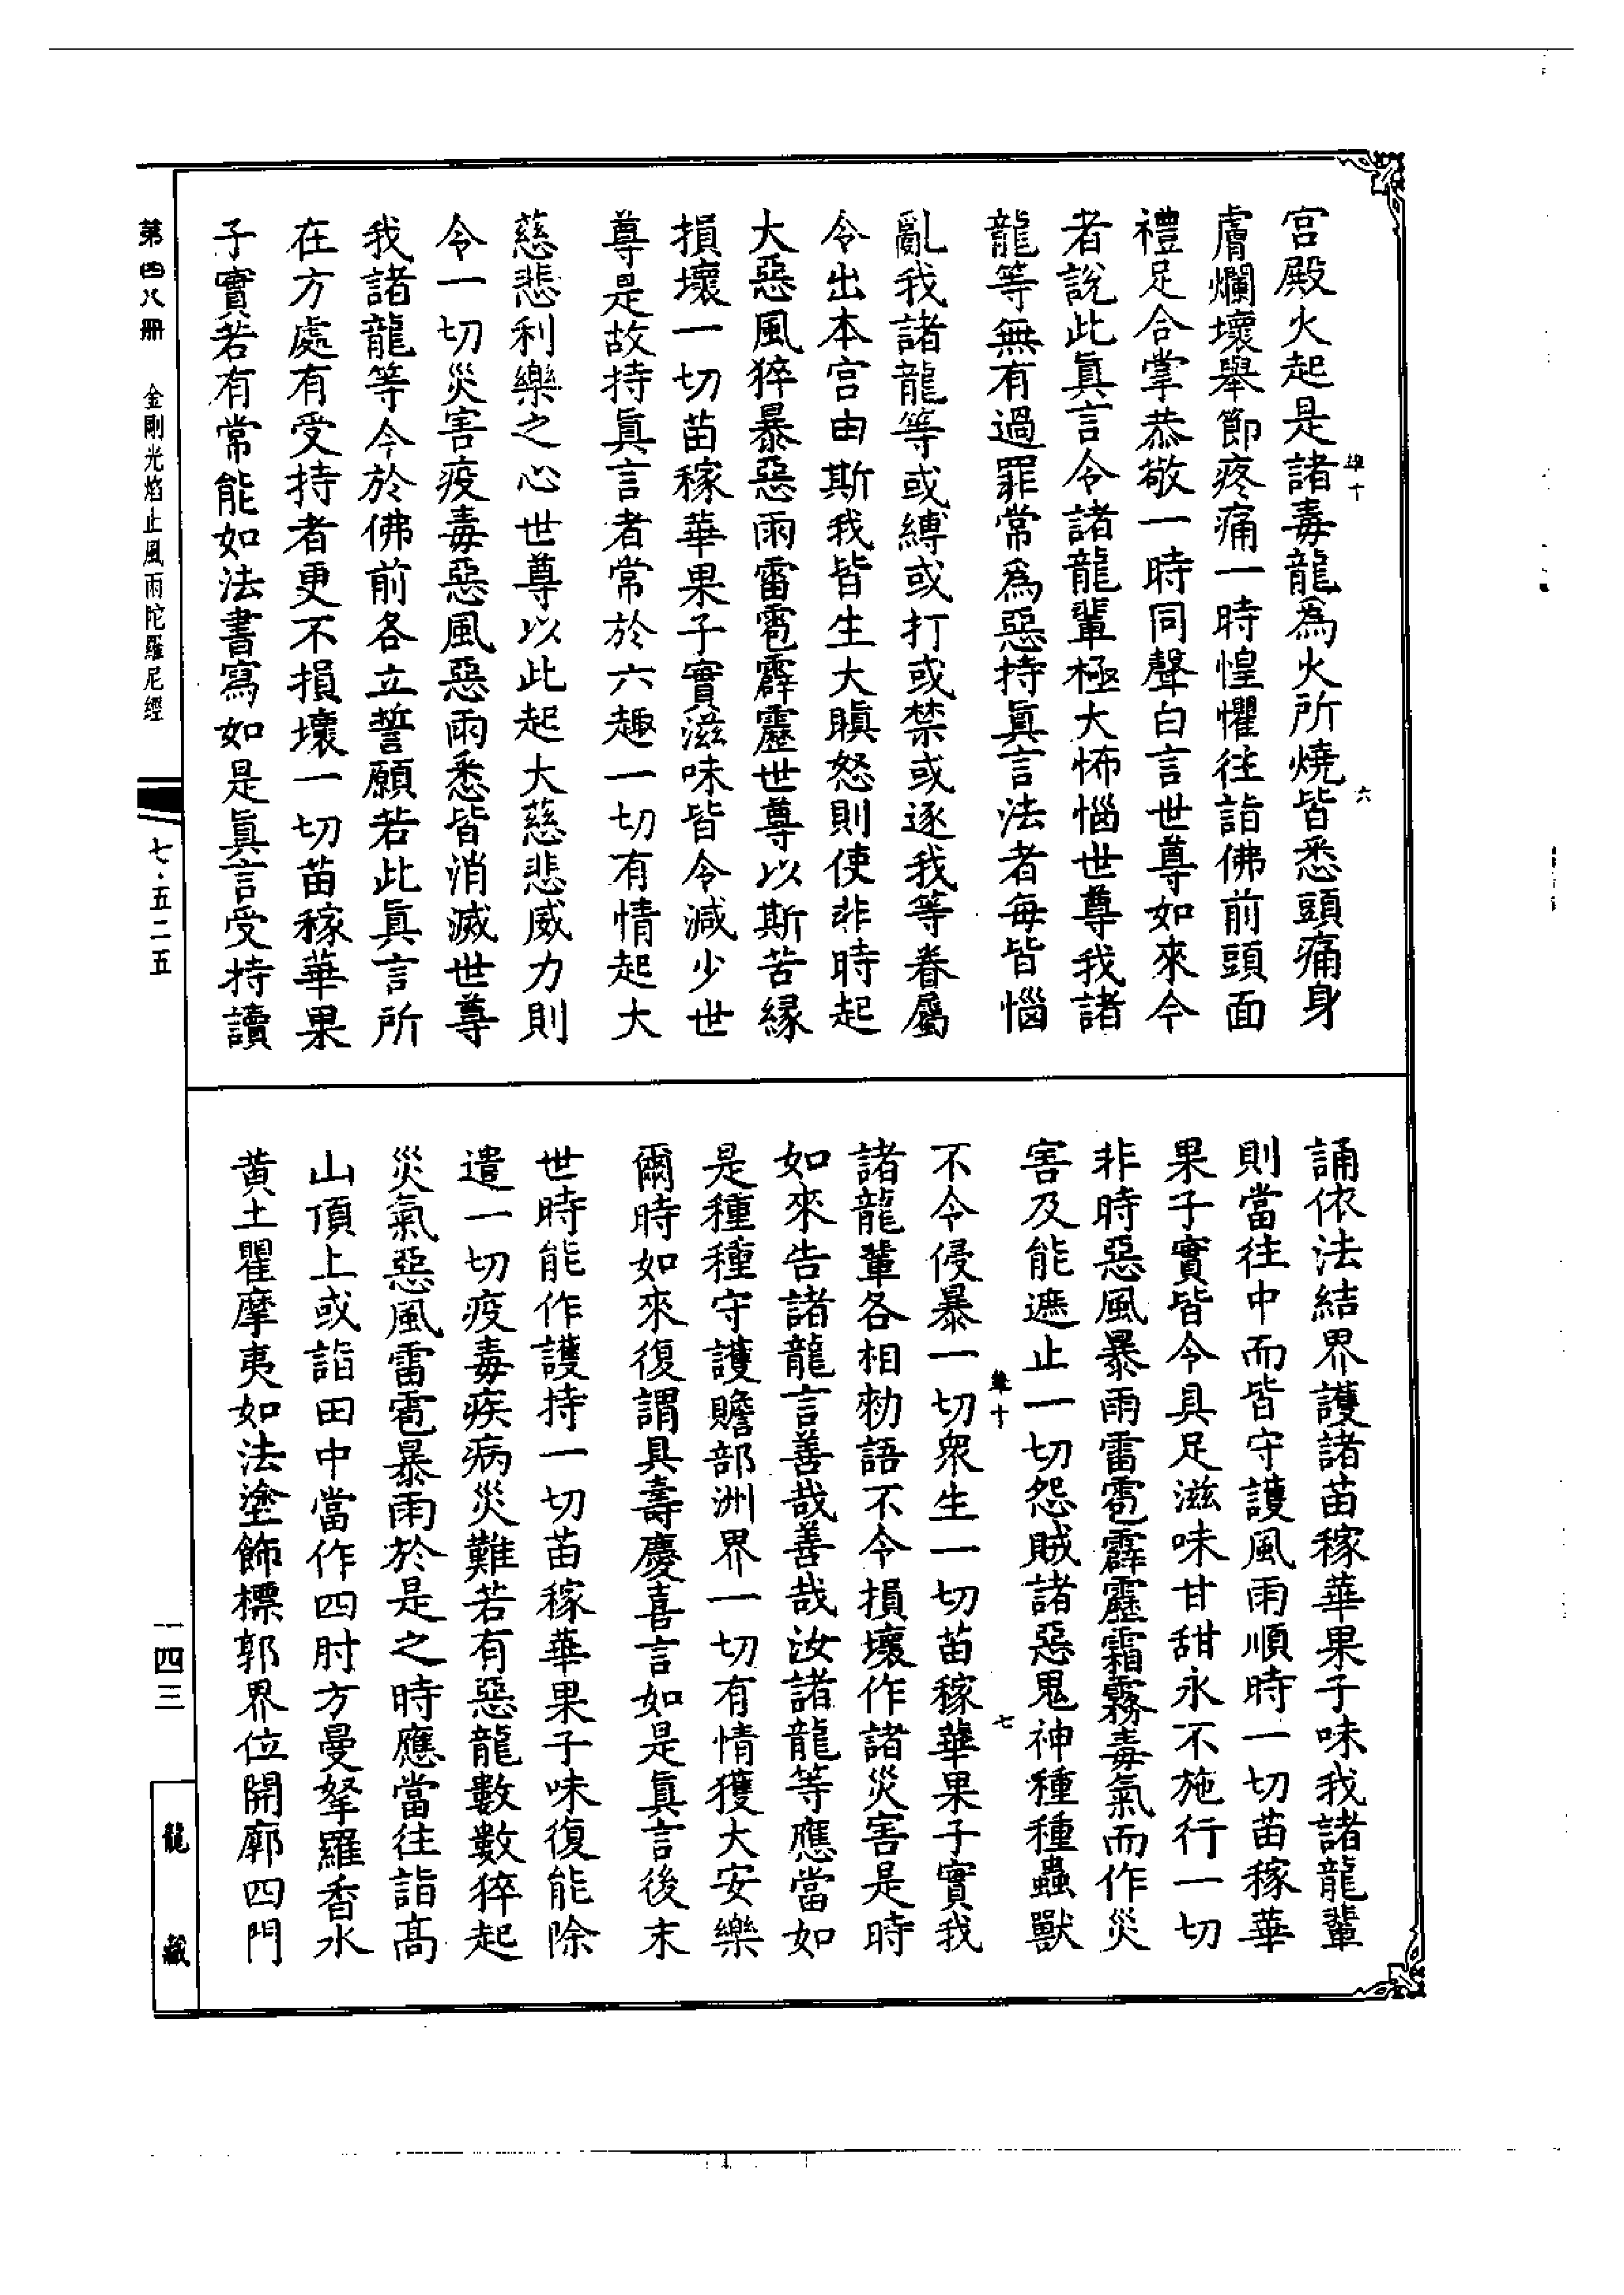 宫殿火起是諸毒龍為火所燒皆悉頭痛身
膚爛壞舉節疼痛一時惶懼往詣佛前頭面
禮足合掌恭敬一時同聲白言世尊如來今
者說此眞言令諸龍輩極大怖惱世尊我諸
龍等無有過罪常為惡持眞言法者每皆惱
亂我諸龍等或縛或打或禁或逐我等眷屬
令出本宫由斯我皆生大瞋怒則使非時起
大惡風猝暴惡雨雷雹霹靂世尊以斯苦緣
損壞一切苗稼華果子實滋味皆令減少世
尊是故持眞言者常於六趣一切有情起大
慈悲利樂之心世尊以此起大慈悲威力則
令一切災害疫毒惡風惡雨悉皆消滅世尊
我諸龍等今於佛前各立誓願若此眞言所
在方處有受持者更不損壞一切苗稼華果
子實若有常能如法書寫如是眞言受持讀
誦依法結界護諸苗稼華果子味我諸龍輩
則當往中而皆守護風雨順時一切苗稼華
果子實皆令具足滋味甘甜永不施行一切
非時惡風暴雨雷雹霹靂霜霧毒氣而作災
害及能遮止一切怨賊諸惡鬼神種種蟲獸
不令侵暴一切衆生一切苗稼華果子實我
諸龍輩各相勑語不令損壞作諸災害是時
如來告諸龍言善哉善哉汝諸龍等應當如
是種種守護贍部洲界一切有情獲大安樂
爾時如來復謂具壽慶喜言如是眞言後末
世時能作護持一切苗稼華果子味復能除
遣一切疫毒疾病災難若有惡龍數數猝起
災氣惡風雷雹暴雨於是之時應當往詣高
山頂上或詣田中當作四肘方曼拏羅香水
黄土瞿摩夷如法塗飾標郭界位開廓四門
第四八冊
金剛光焰止風雨陀羅尼經
七·五二五
一四三
龍藏
六
七